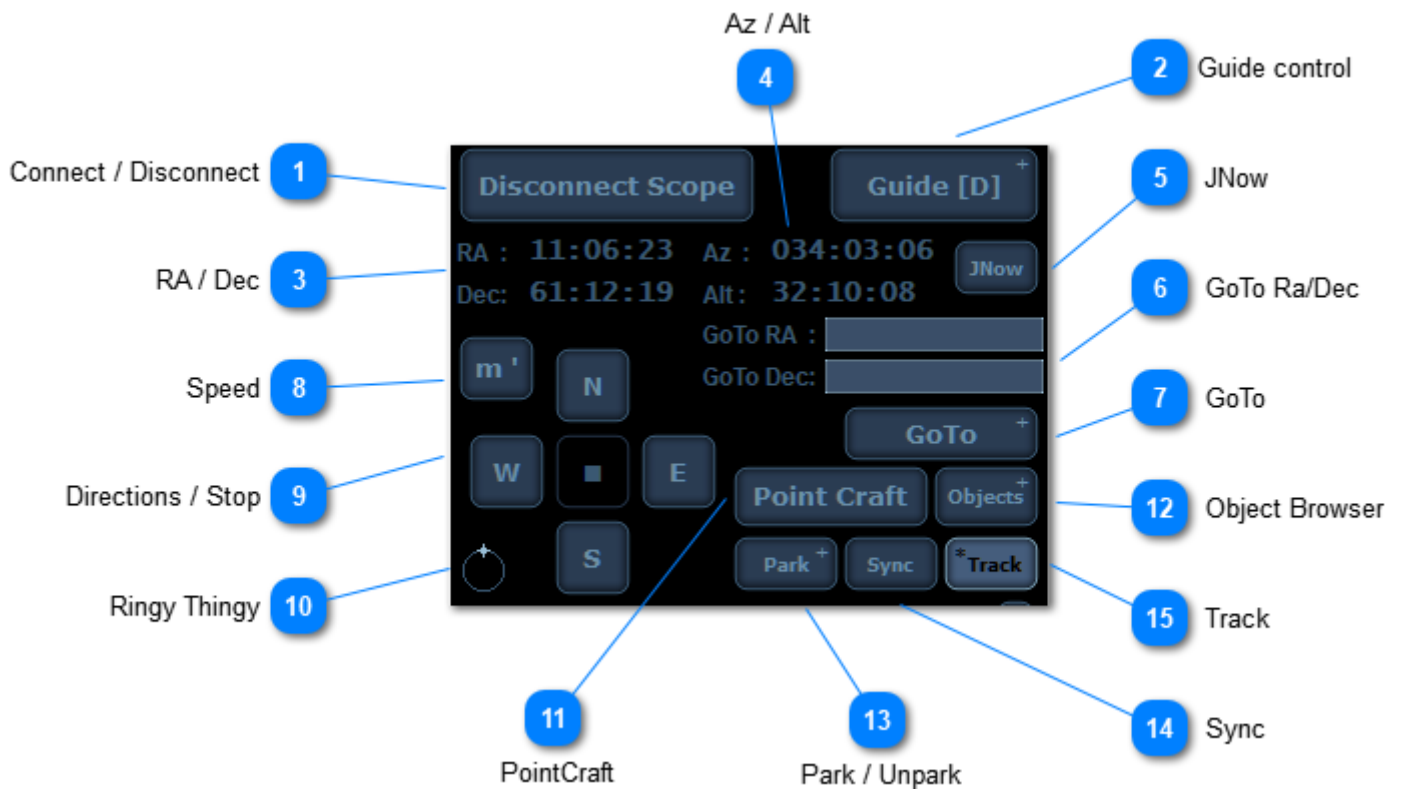 Az / Alt
4
2 Guide control
Connect / Disconnect 1
Disconnect Scope
Guide [D] +
5 JNow
RA : 11:06:23 Az : 034:03:06
JNow
RA / Dec 3
Dec: 61:12:19 Alt: 32:10:08
6 GoTo Ra/Dec
GoTo RA :
m '
GoTo Dec:
Speed 8
N
7 GoTo
GoTo +
W ■ E
Directions / Stop 9
Point Craft
Objects +
12 Object Browser
S
Park +
Sync
*Track
Ringy Thingy 10
15 Track
11
13
14 Sync
PointCraft
Park / Unpark